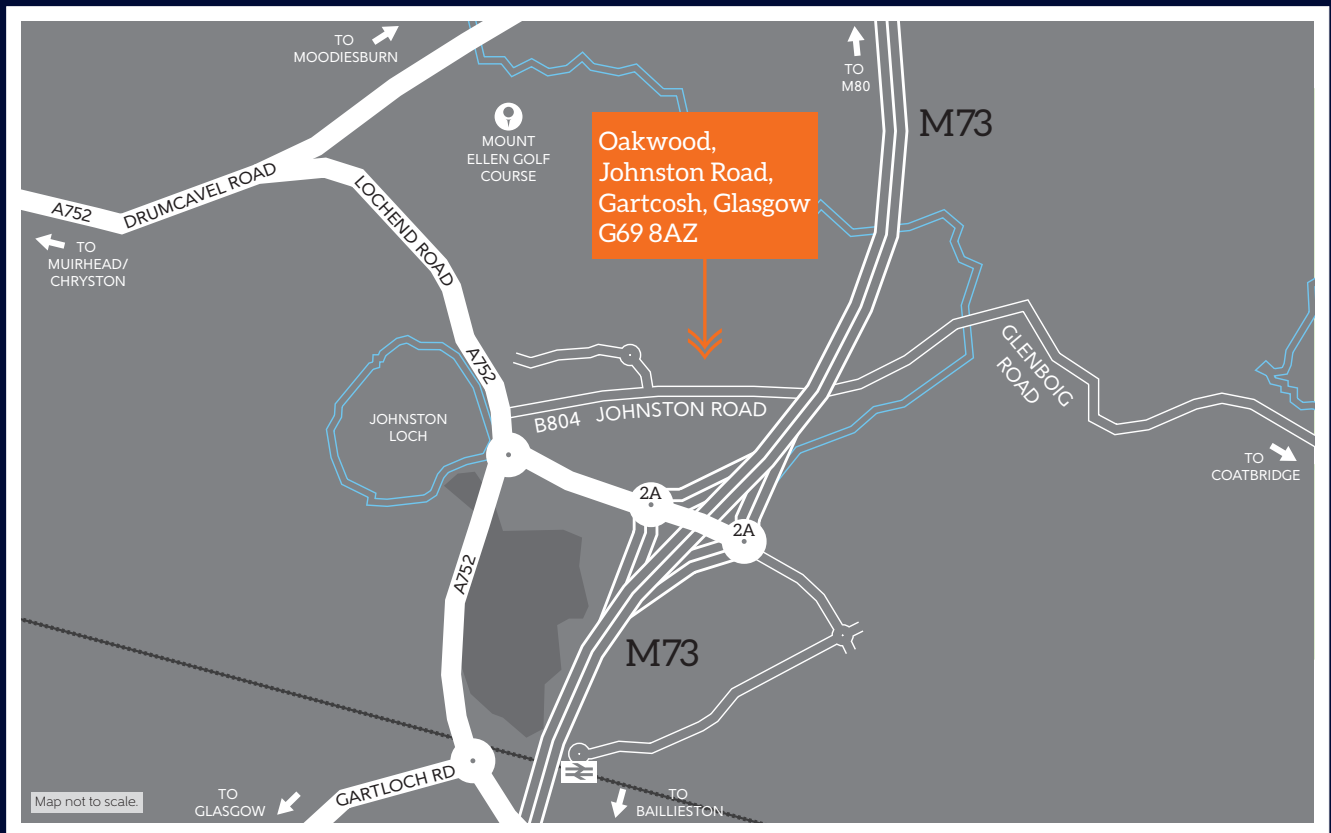 TO
MOODIESBURN
TO
M80
M73
MOUNT
ELLEN GOLF
COURSE
Oakwood,
Johnston Road,
Gartcosh, Glasgow
G69 8AZ
A752
DRUMCAVEL ROAD
LOCHEND ROAD
TO
MUIRHEAD/
CHRYSTON
A752
GLENBOIG
ROAD
JOHNSTON
LOCH
B804 JOHNSTON ROAD
TO
COATBRIDGE
2A
2A
A752
M73
Map not to scale.
TO
GLASGOW
GARTLOCH RD
TO
BAILLIESTON